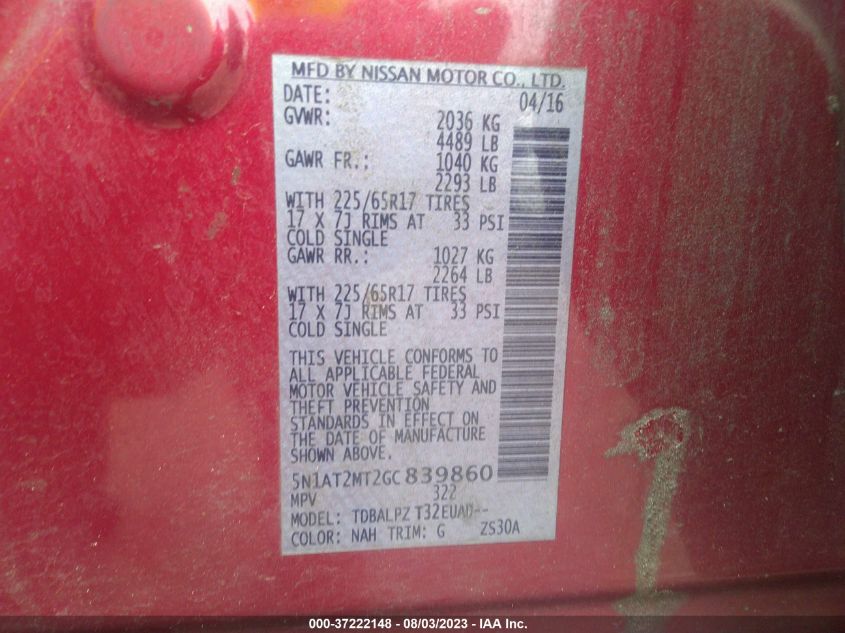 MFD BY NISSAN MOTOR CO., LTD.
DATE: 04/16
GVWR: 2036 KG
4489 LB
GAWR FR.: 1040 KG
2293 LB
WITH 225/65R17 TIRES
17 X 7J RIMS AT 33 PSI
COLD SINGLE
GAWR RR.: 1027 KG
2264 LB
WITH 225/65R17 TIRES
17 X 7J RIMS AT 33 PSI
COLD SINGLE
THIS VEHICLE CONFORMS TO
ALL APPLICABLE FEDERAL
MOTOR VEHICLE SAFETY AND
THEFT PREVENTION
STANDARDS IN EFFECT ON
THE DATE OF MANUFACTURE
SHOWN ABOVE.
5N1AT2MT2GC839860
MPV 322
MODEL: TDBALPZ T32EUAD--
COLOR: NAH TRIM: G ZS30A
000-37222148 - 08/03/2023 - IAA Inc.